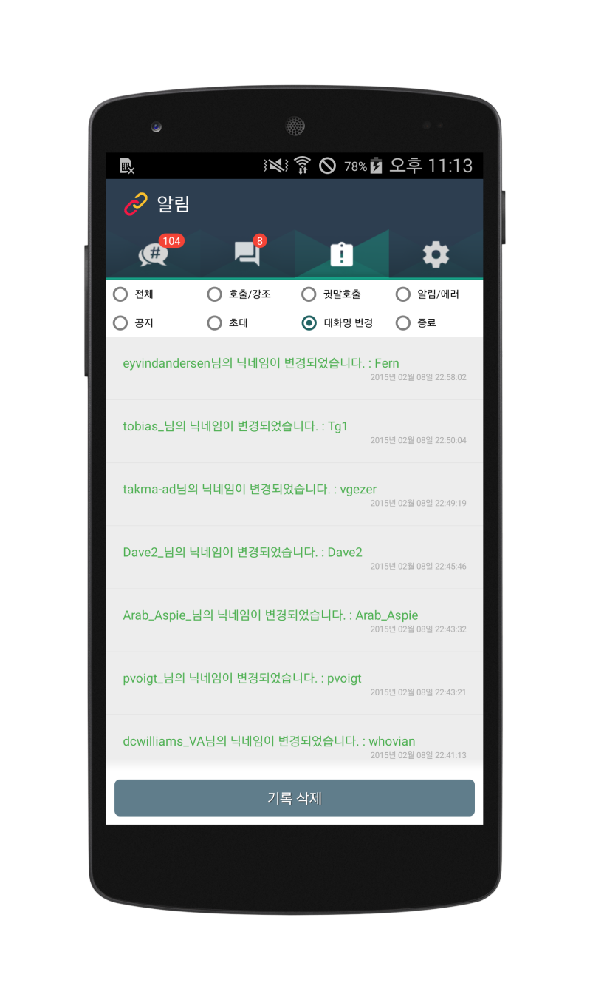 78% 오후 11:13
알림
104 8
#
전체 호출/강조 귓말호출 알림/에러
공지 초대 대화명 변경 종료
eyvindandersen님의 닉네임이 변경되었습니다. : Fern
2015년 02월 08일 22:58:02
tobias_님의 닉네임이 변경되었습니다. : Tg1
2015년 02월 08일 22:50:04
takma-ad님의 닉네임이 변경되었습니다. : vgezer
2015년 02월 08일 22:49:19
Dave2_님의 닉네임이 변경되었습니다. : Dave2
2015년 02월 08일 22:45:46
Arab_Aspie_님의 닉네임이 변경되었습니다. : Arab_Aspie
2015년 02월 08일 22:43:32
pvoigt_님의 닉네임이 변경되었습니다. : pvoigt
2015년 02월 08일 22:43:21
dcwilliams_VA님의 닉네임이 변경되었습니다. : whovian
2015년 02월 08일 22:41:13
기록 삭제